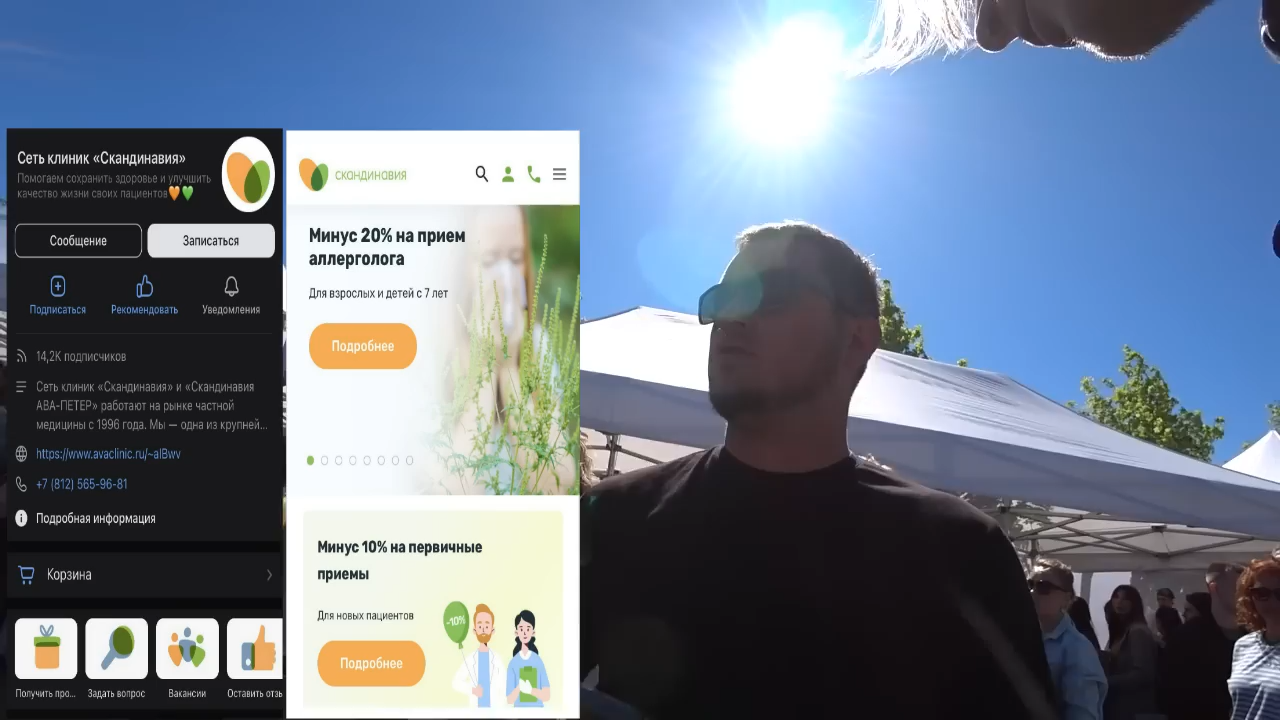 Сеть клиник «Скандинавия»
Помогаем сохранить здоровье и улучшить
качество жизни своих пациентов🧡💚
Сообщение
Записаться
Подписаться
Рекомендовать
Уведомления
14,2K подписчиков
Сеть клиник «Скандинавия» и «Скандинавия
АВА-ПЕТЕР» работают на рынке частной
медицины с 1996 года. Мы — одна из крупней...
https://www.avaclinic.ru/~alBwv
+7 (812) 565-96-81
Подробная информация
Корзина
Получить про...
Задать вопрос
Вакансии
Оставить отзы
СКАНДИНАВИЯ
Минус 20% на прием
аллерголога
Для взрослых и детей с 7 лет
Подробнее
Минус 10% на первичные
приемы
Для новых пациентов
-10%
Подробнее